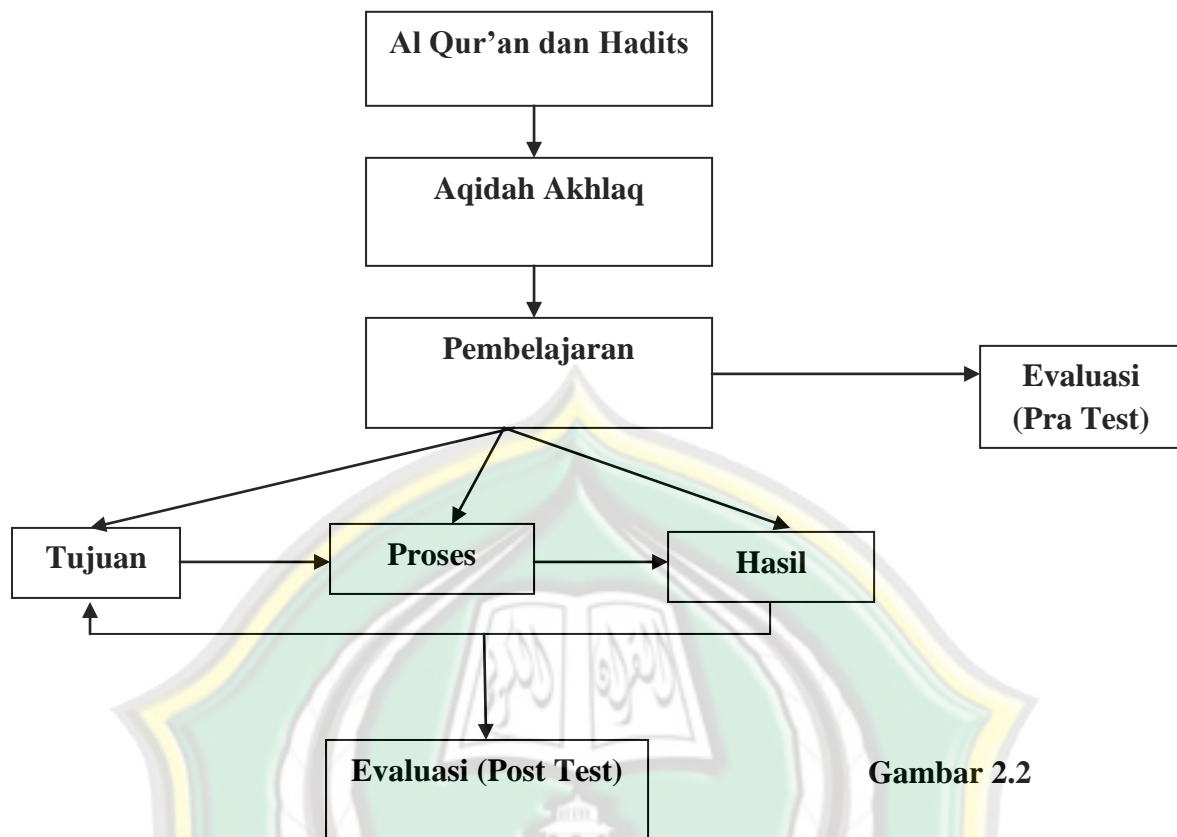 Al Qur’an dan Hadits
Aqidah Akhlaq
Pembelajaran
Evaluasi
(Pra Test)
Tujuan
Proses
Hasil
Evaluasi (Post Test)
Gambar 2.2